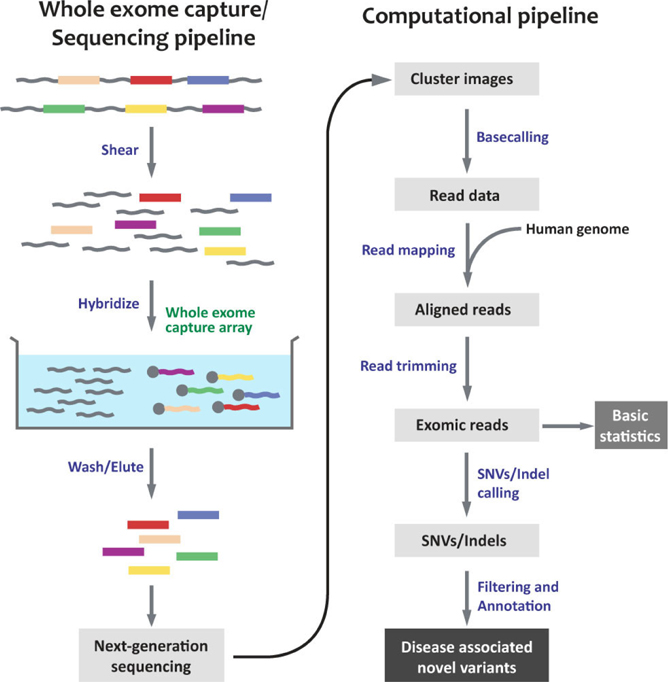 Whole exome capture/
Sequencing pipeline
Shear
Hybridize
Whole exome
capture array
Wash/Elute
Next-generation
sequencing
Computational pipeline
Cluster images
Basecalling
Read data
Human genome
Read mapping
Aligned reads
Read trimming
Exomic reads
Basic
statistics
SNVs/Indel
calling
SNVs/Indels
Filtering and
Annotation
Disease associated
novel variants